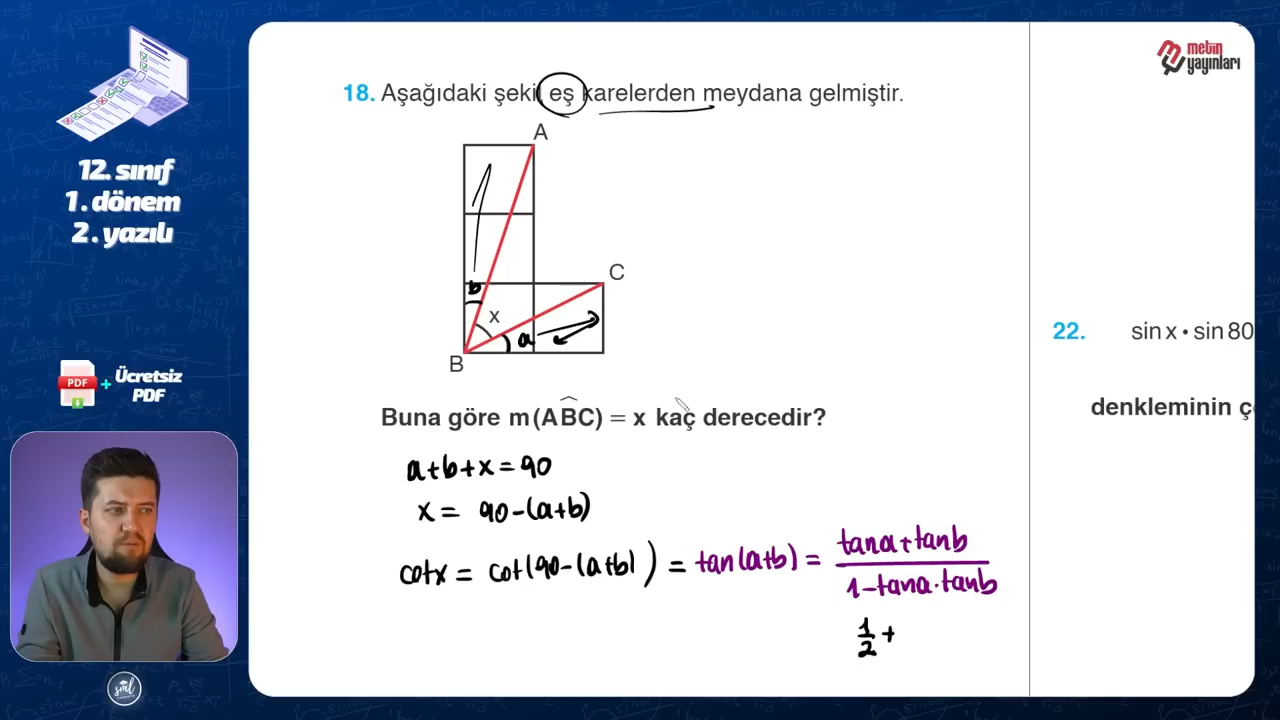 12. sınıf
1. dönem
2. yazılı
PDF
+ Ücretsiz
PDF
sml
metin
yayınları
18. Aşağıdaki şekil eş karelerden meydana gelmiştir.
A
C
b
x
a
B
Buna göre m(ABC) = x kaç derecedir?
a+b+x=90
x = 90-(a+b)
cotx = cot(90-(a+b)) = tan(a+b) = tana+tanb
1-tana.tanb
1/2 +
22. sin x • sin 80
denkleminin çö